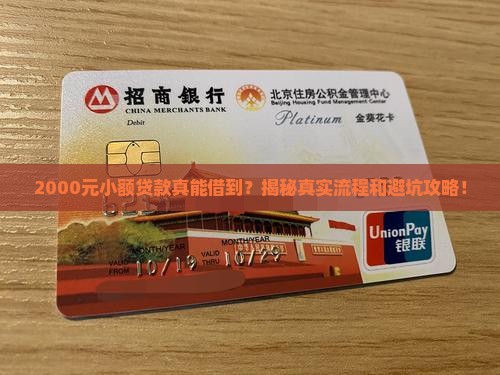 招商银行
CHINA MERCHANTS BANK
Debit
北京住房公积金管理中心
Beijing Housing Fund Management Center
Platinum 金葵花卡
2000元小额贷款真能借到？揭秘真实流程和避坑攻略！
MONTH/YEAR MONTH/YEAR
VALID FROM 10/19 VALID THRU 10/29
UnionPay
银联